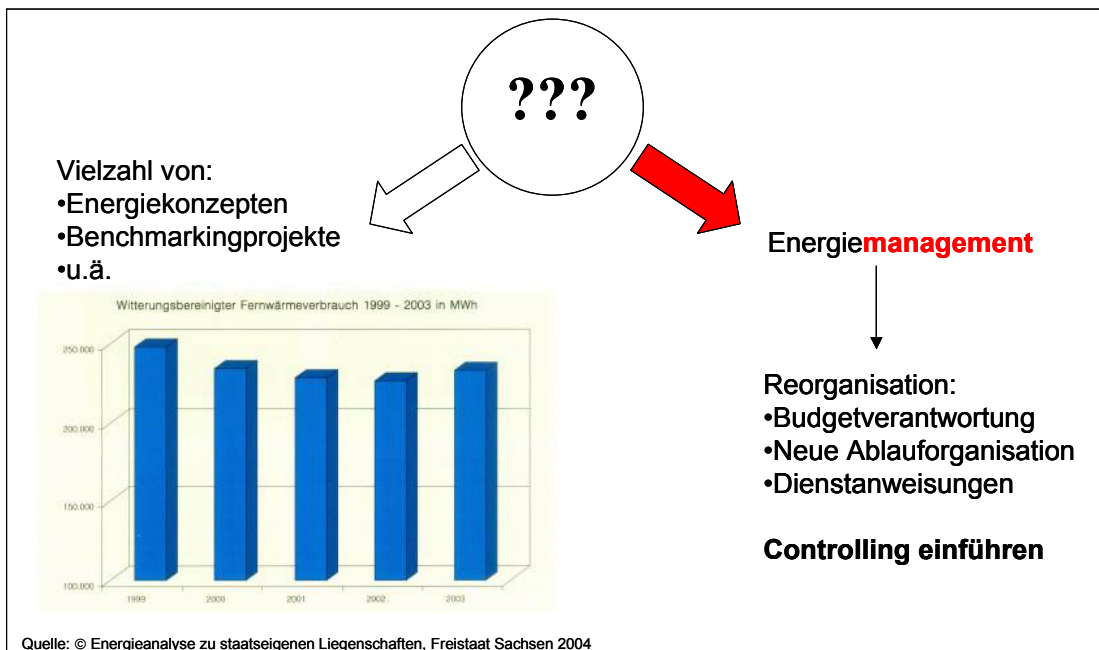 ???
Vielzahl von:
•Energiekonzepten
•Benchmarkingprojekte
•u.ä.
Witterungsbereinigter Fernwärmeverbrauch 1999 - 2003 in MWh
250.000
200.000
150.000
100.000
1999
2000
2001
2002
2003
Energiemanagement
Reorganisation:
•Budgetverantwortung
•Neue Ablauforganisation
•Dienstanweisungen
Controlling einführen
Quelle: © Energieanalyse zu staatseigenen Liegenschaften, Freistaat Sachsen 2004